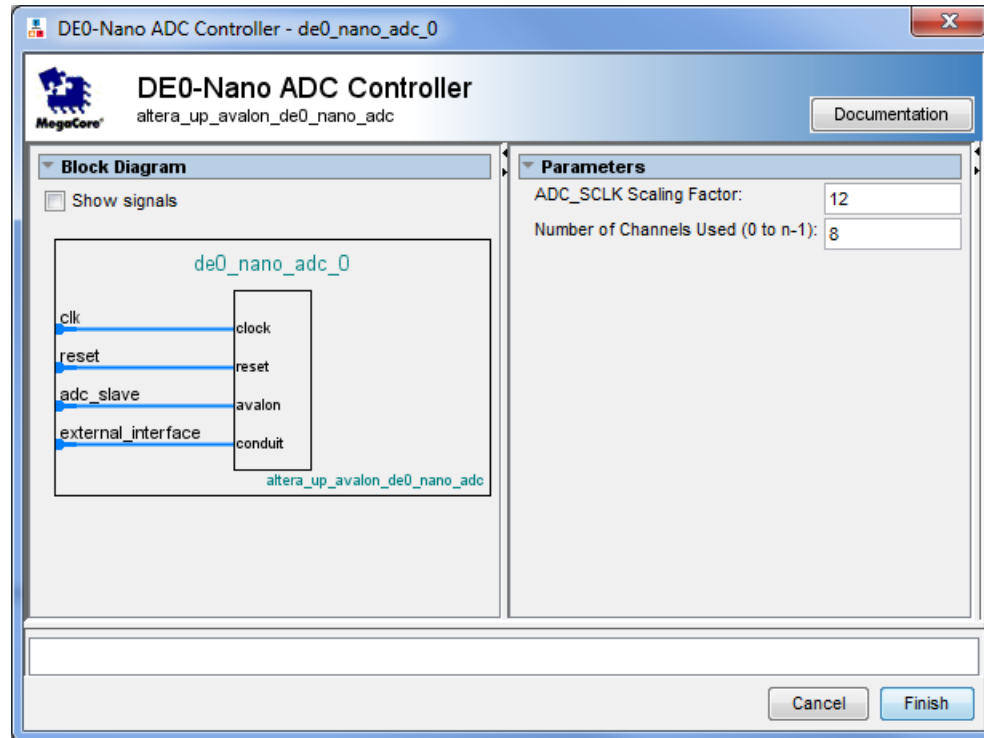 DE0-Nano ADC Controller - de0_nano_adc_0
DE0-Nano ADC Controller
altera_up_avalon_de0_nano_adc
MegaCore®
Documentation
Block Diagram
Show signals
de0_nano_adc_0
clk
clock
reset
reset
adc_slave
avalon
external_interface
conduit
altera_up_avalon_de0_nano_adc
Parameters
ADC_SCLK Scaling Factor: 12
Number of Channels Used (0 to n-1): 8
Cancel
Finish